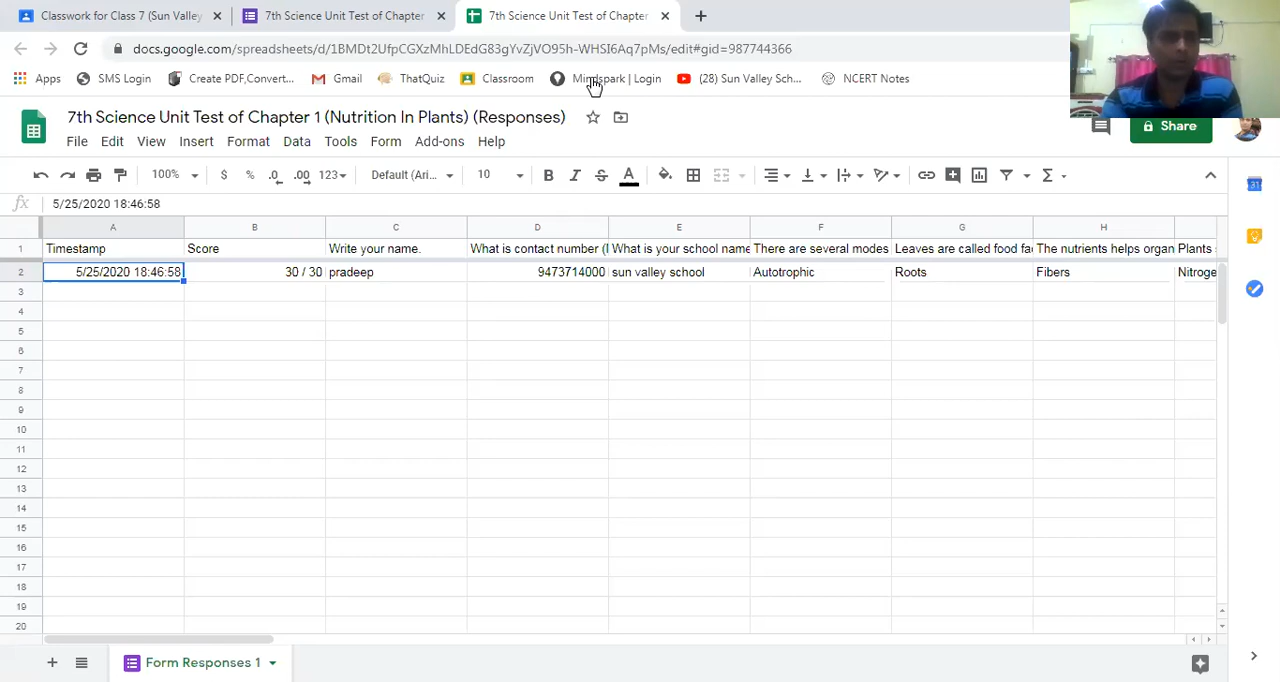 Classwork for Class 7 (Sun Valley
7th Science Unit Test of Chapter
7th Science Unit Test of Chapter
docs.google.com/spreadsheets/d/1BMDt2UfpCGXzMhLDEdG83gYvZjVO95h-WHSI6Aq7pMs/edit#gid=987744366
Apps SMS Login Create PDF,Convert... Gmail ThatQuiz Classroom Mindspark | Login (28) Sun Valley Sch... NCERT Notes
7th Science Unit Test of Chapter 1 (Nutrition In Plants) (Responses)
Share
File Edit View Insert Format Data Tools Form Add-ons Help
100% $ % .0 .00 123 Default (Ari... 10 B I S A Σ
fx 5/25/2020 18:46:58
A B C D E F G H
1 Timestamp Score Write your name. What is contact number ( What is your school name There are several modes Leaves are called food fa The nutrients helps organ Plants
2 5/25/2020 18:46:58 30 / 30 pradeep 9473714000 sun valley school Autotrophic Roots Fibers Nitroge
3
4
5
6
7
8
9
10
11
12
13
14
15
16
17
18
19
20
Form Responses 1
31